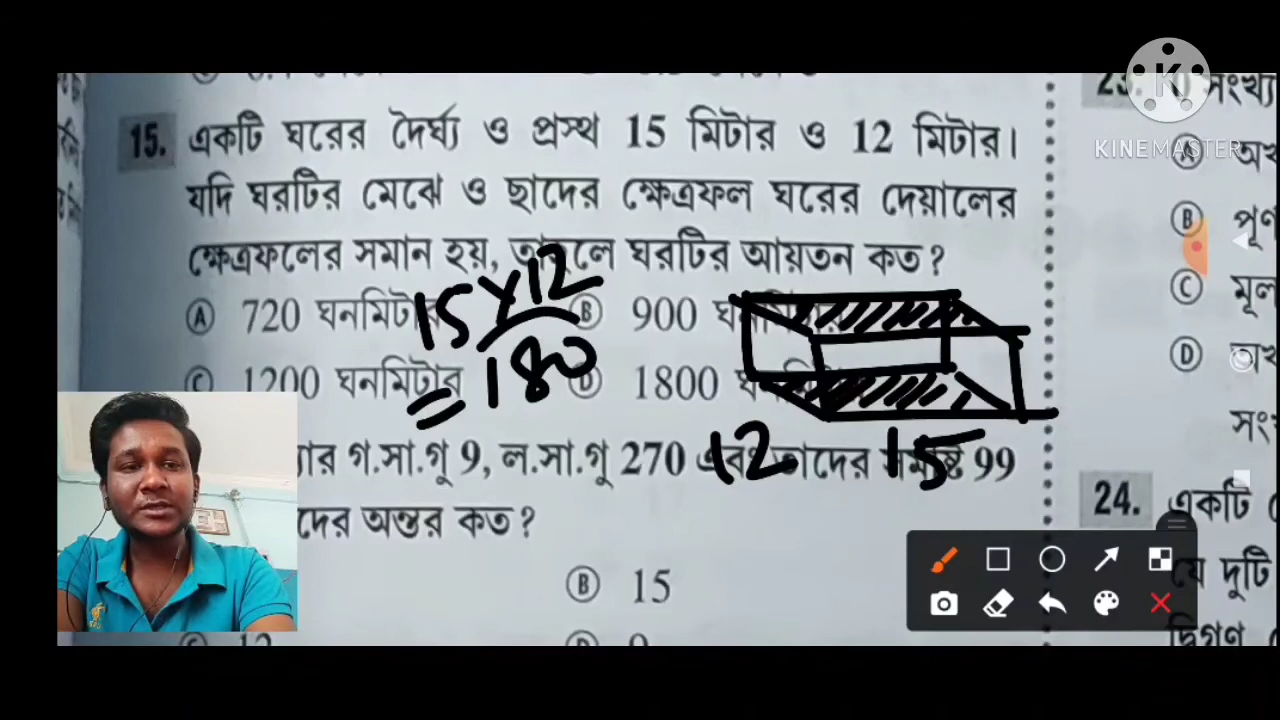 15. একটি ঘরের দৈর্ঘ্য ও প্রস্থ 15 মিটার ও 12 মিটার।
যদি ঘরটির মেঝে ও ছাদের ক্ষেত্রফল ঘরের দেয়ালের
ক্ষেত্রফলের সমান হয়, তাহলে ঘরটির আয়তন কত?
A 720 ঘনমিটার
B 900 ঘনমিটার
C 1200 ঘনমিটার
D 1800
15 × 12
= 180
12 15
গ.সা.গু 9, ল.সা.গু 270 এবং তাদের 99
অন্তর কত?
B 15
23.
A
B
C
D
24. একটি
যে দুটি
দ্বিগুণ
KINEMASTER